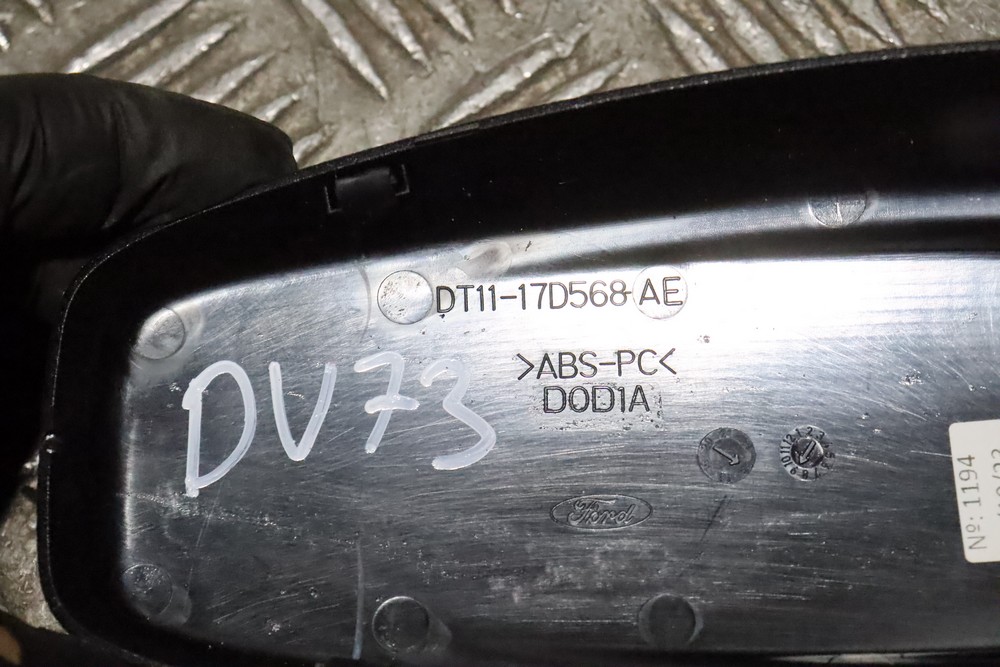 DT11-17D568-AE
>ABS-PC<
D0D1A
DV73
Ford
Nº: 1194